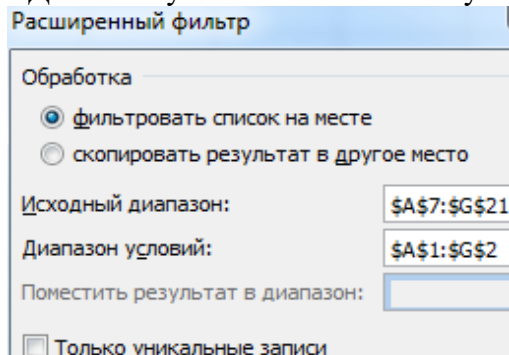 Расширенный фильтр
Обработка
фильтровать список на месте
скопировать результат в другое место
Исходный диапазон: $A$7:$G$21
Диапазон условий: $A$1:$G$2
Поместить результат в диапазон:
Только уникальные записи